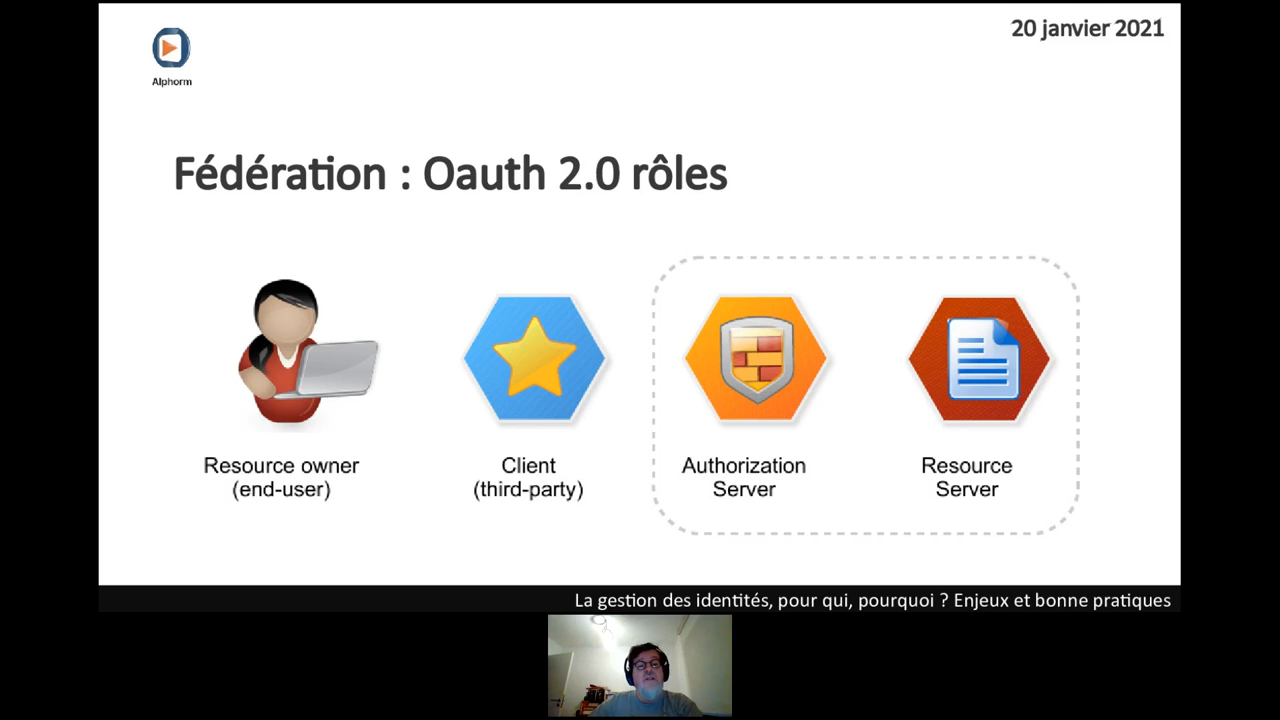 20 janvier 2021
Alphorm
Fédération : Oauth 2.0 rôles
Resource owner
(end-user)
Client
(third-party)
Authorization
Server
Resource
Server
La gestion des identités, pour qui, pourquoi ? Enjeux et bonne pratiques